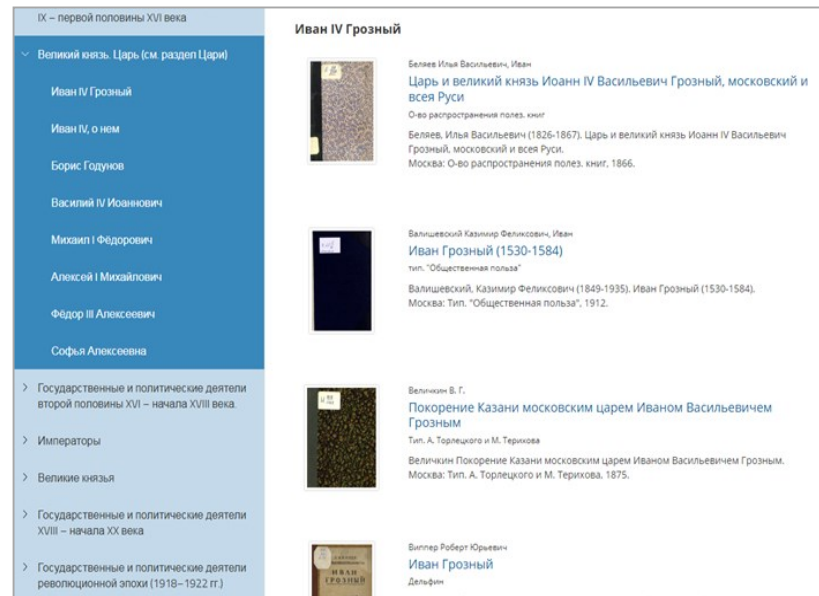 IX – первой половины XVI века
Великий князь. Царь (см. раздел Цари)
Иван IV Грозный
Иван IV, о нем
Борис Годунов
Василий IV Иоаннович
Михаил I Фёдорович
Алексей I Михайлович
Фёдор III Алексеевич
Софья Алексеевна
Государственные и политические деятели
второй половины XVI – начала XVIII века.
Императоры
Великие князья
Государственные и политические деятели
XVIII – начала XX века
Государственные и политические деятели
революционной эпохи (1918–1922 гг.)
Иван IV Грозный
Беляев Илья Васильевич, Иван
Царь и великий князь Иоанн IV Васильевич Грозный, московский и
всея Руси
О-во распространения полез. книг
Беляев, Илья Васильевич (1826-1867). Царь и великий князь Иоанн IV Васильевич
Грозный, московский и всея Руси.
Москва: О-во распространения полез. книг, 1866.
Валишевский Казимир Феликсович, Иван
Иван Грозный (1530-1584)
тип. "Общественная польза"
Валишевский, Казимир Феликсович (1849-1935). Иван Грозный (1530-1584).
Москва: Тип. "Общественная польза", 1912.
Величкин В. Г.
Покорение Казани московским царем Иваном Васильевичем
Грозным
Тип. А. Торлецкого и М. Терихова
Величкин Покорение Казани московским царем Иваном Васильевичем Грозным.
Москва: Тип. А. Торлецкого и М. Терихова, 1875.
Виппер Роберт Юрьевич
Иван Грозный
Дельфин
ИВАН
ГРОЗНЫЙ